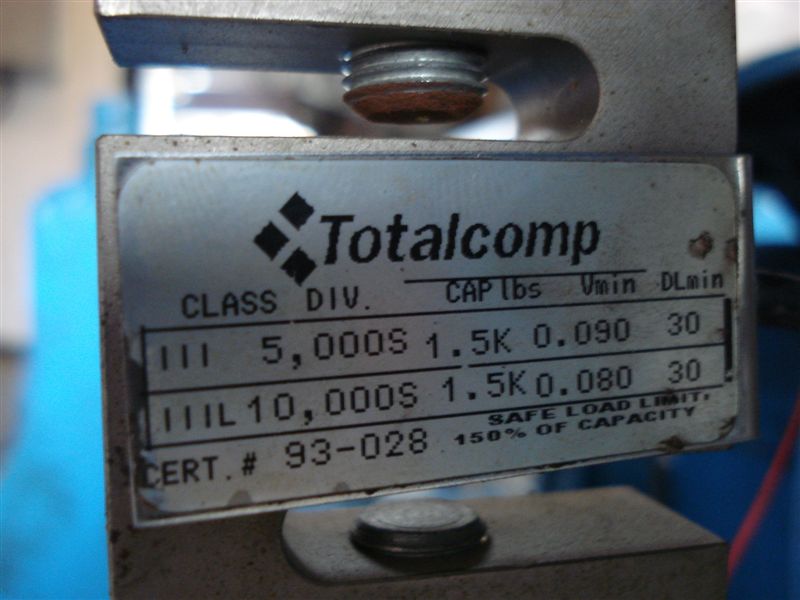 Totalcomp
CLASS DIV. CAP lbs Vmin DLmin
III 5,000S 1.5K 0.090 30
IIIL 10,000S 1.5K 0.080 30
SAFE LOAD LIMIT:
CERT.# 93-028 150% OF CAPACITY